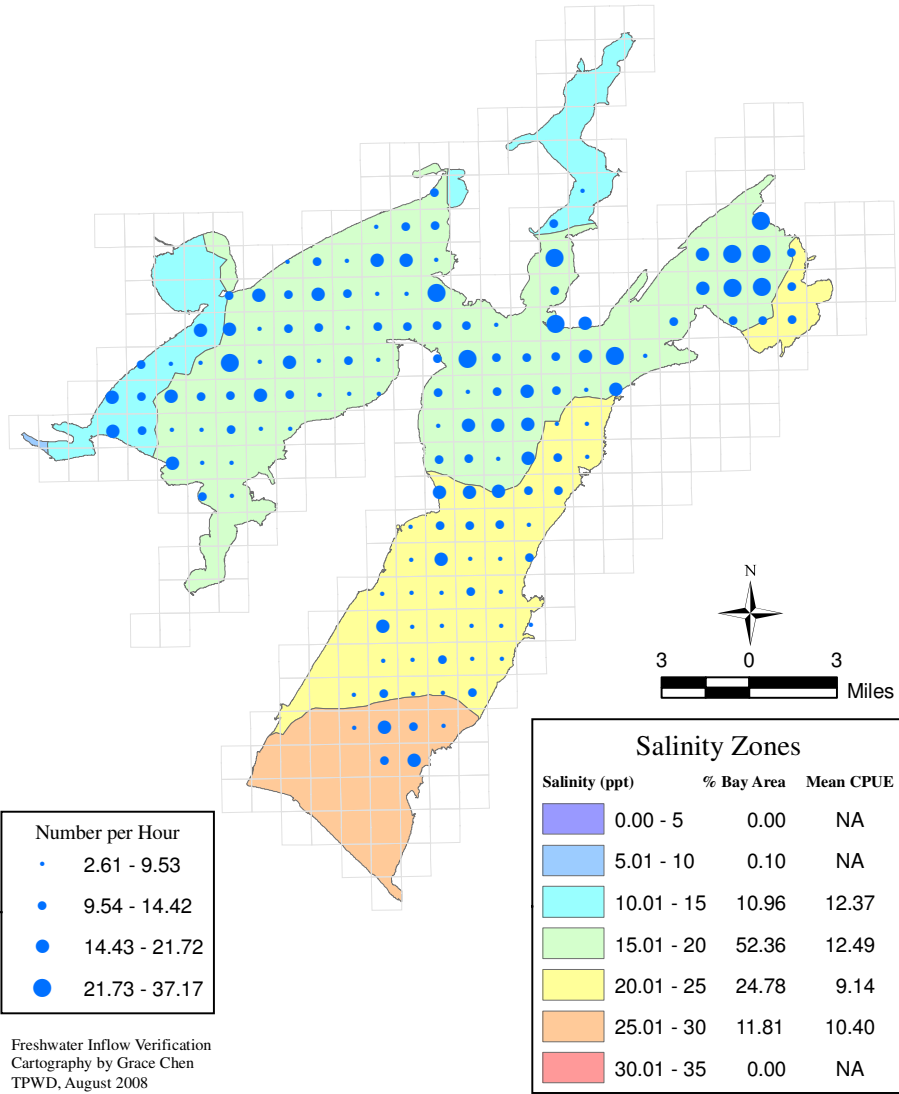 N
3 0 3
Miles
Salinity Zones
Salinity (ppt) % Bay Area Mean CPUE
0.00 - 5 0.00 NA
5.01 - 10 0.10 NA
10.01 - 15 10.96 12.37
15.01 - 20 52.36 12.49
20.01 - 25 24.78 9.14
25.01 - 30 11.81 10.40
30.01 - 35 0.00 NA
Number per Hour
2.61 - 9.53
9.54 - 14.42
14.43 - 21.72
21.73 - 37.17
Freshwater Inflow Verification
Cartography by Grace Chen
TPWD, August 2008